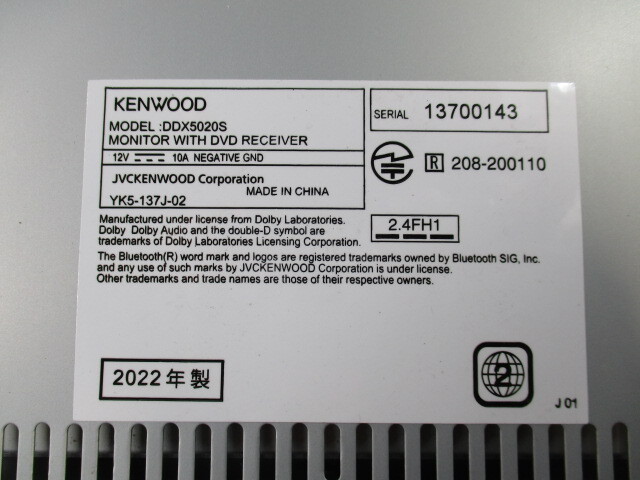 KENWOOD
MODEL :DDX5020S
MONITOR WITH DVD RECEIVER
12V 10A NEGATIVE GND
JVCKENWOOD Corporation
MADE IN CHINA
YK5-137J-02
SERIAL 13700143
R 208-200110
2.4FH1
Manufactured under license from Dolby Laboratories.
Dolby Dolby Audio and the double-D symbol are
trademarks of Dolby Laboratories Licensing Corporation.
The Bluetooth(R) word mark and logos are registered trademarks owned by Bluetooth SIG, Inc.
and any use of such marks by JVCKENWOOD Corporation is under license.
Other trademarks and trade names are those of their respective owners.
2022年製
2
J 01